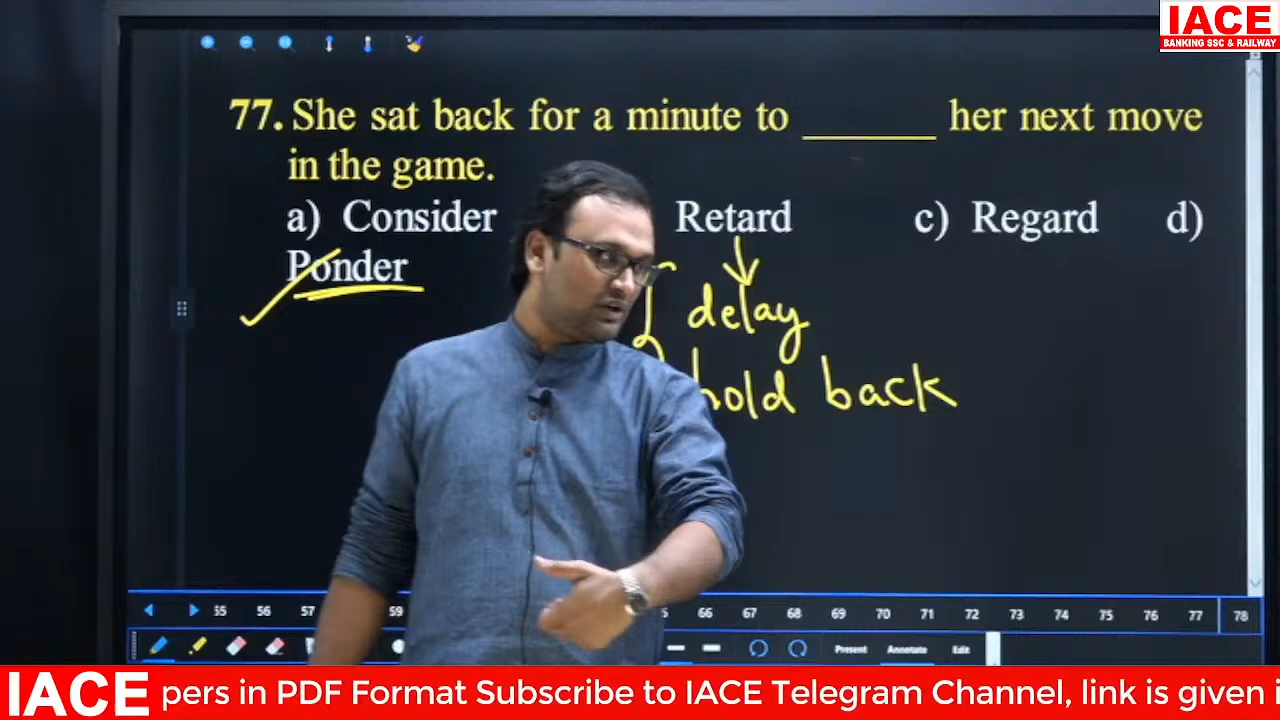 IACE
BANKING SSC & RAILWAY
77. She sat back for a minute to ______ her next move
in the game.
a) Consider Retard c) Regard d)
Ponder
delay
hold back
55 56 57 59 66 67 68 69 70 71 72 73 74 75 76 77 78
Present Annotate Edit
IACE pers in PDF Format Subscribe to IACE Telegram Channel, link is given i